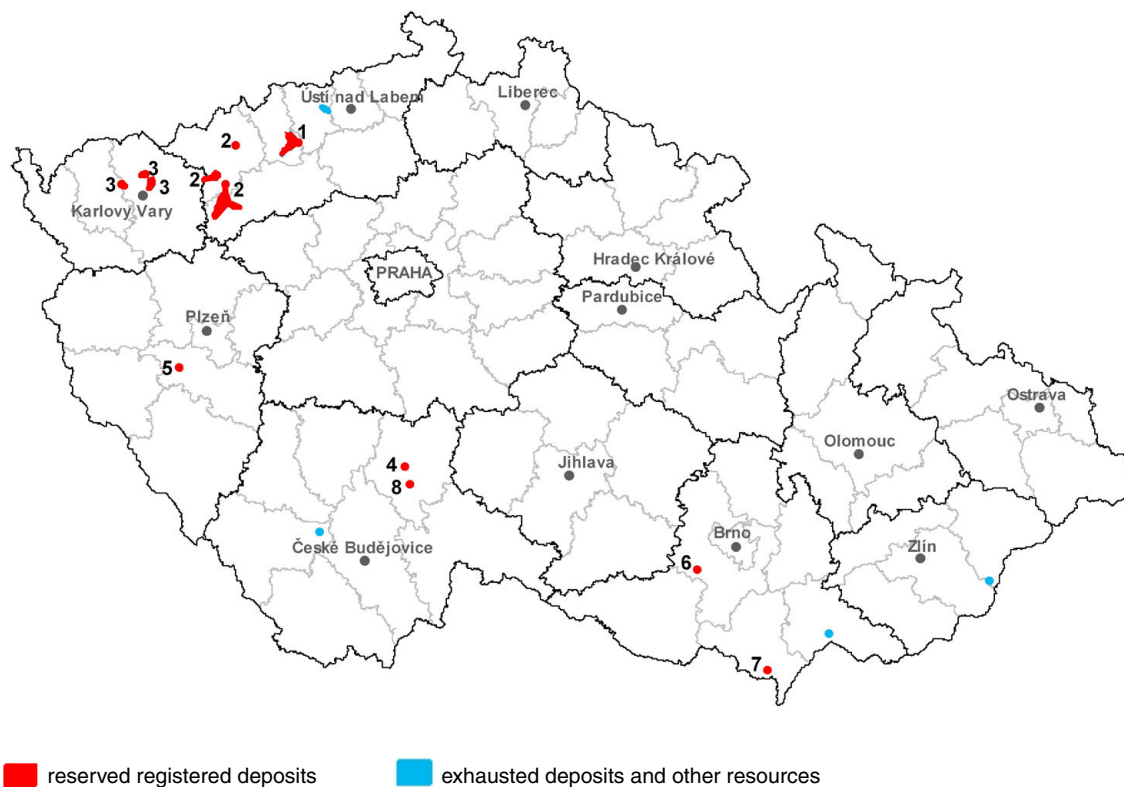 Ústí nad Labem
Liberec
2
1
3
3
3
2
2
Karlovy Vary
Hradec Králové
PRAHA
Pardubice
Plzeň
5
Ostrava
Olomouc
4
Jihlava
8
Brno
České Budějovice
Zlín
6
7
reserved registered deposits
exhausted deposits and other resources